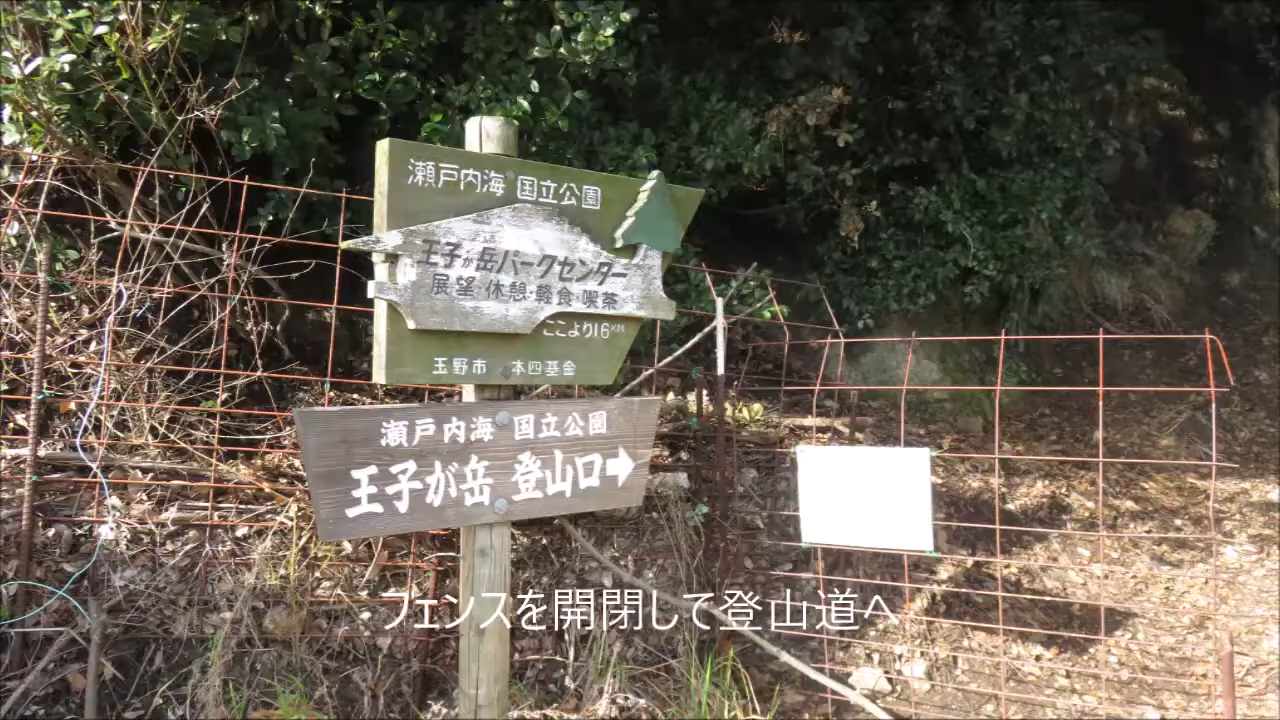 瀬戸内海 国立公園
王子が岳パークセンター
展望・休憩・軽食・喫茶
ここより1.6KM
玉野市 本四基金
瀬戸内海 国立公園
王子が岳 登山口➡
フェンスを開閉して登山道へ